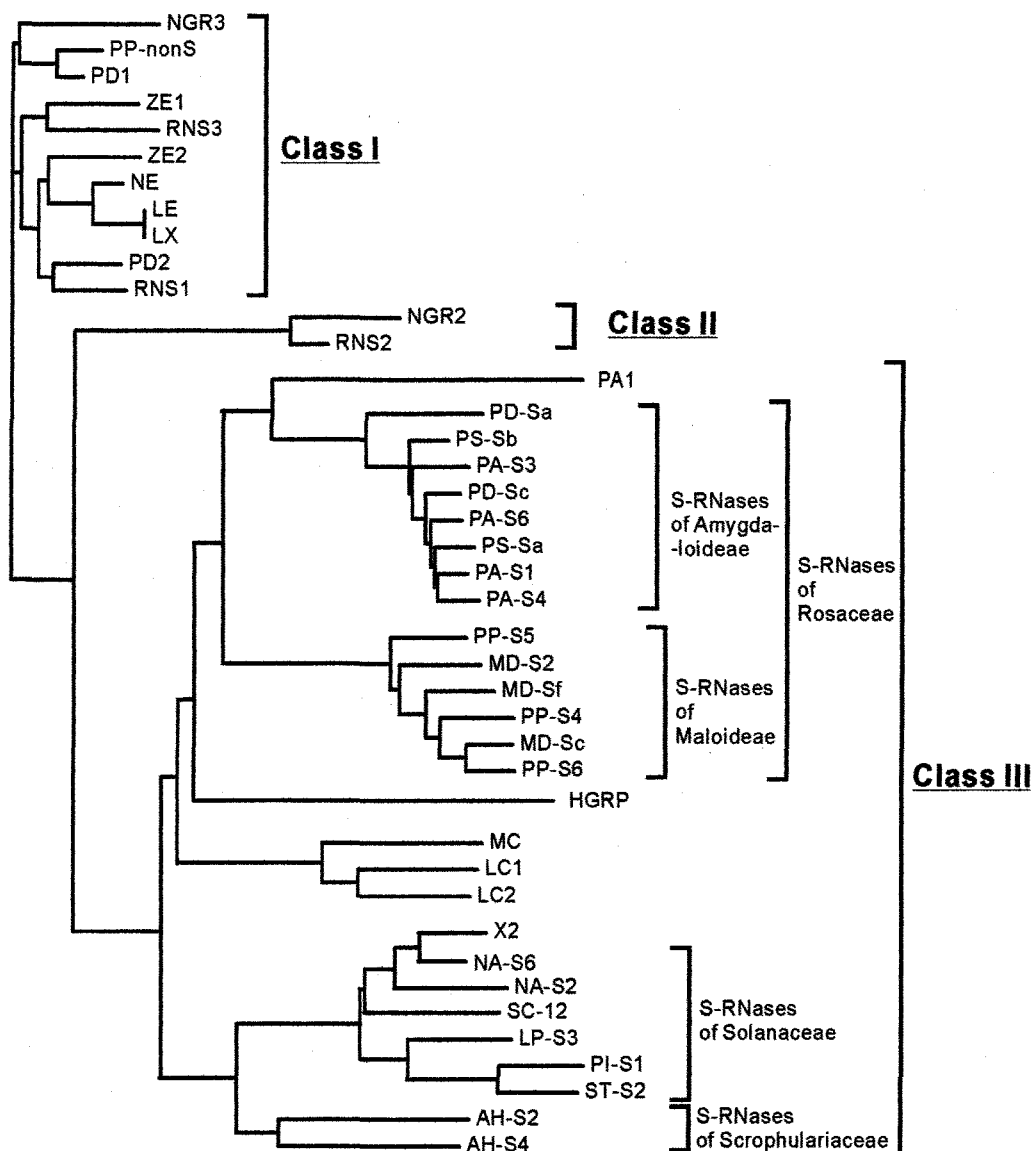 NGR3
PP-nonS
PD1
ZE1
RNS3
Class I
ZE2
NE
LE
LX
PD2
RNS1
NGR2
Class II
RNS2
PA1
PD-Sa
PS-Sb
PA-S3
PD-Sc
PA-S6
PS-Sa
PA-S1
PA-S4
S-RNases
of Amygda-
-loideae
S-RNases
of
Rosaceae
PP-S5
MD-S2
MD-Sf
PP-S4
MD-Sc
PP-S6
S-RNases
of
Maloideae
Class III
HGRP
MC
LC1
LC2
X2
NA-S6
NA-S2
SC-12
LP-S3
PI-S1
ST-S2
S-RNases
of Solanaceae
AH-S2
AH-S4
S-RNases
of Scrophulariaceae